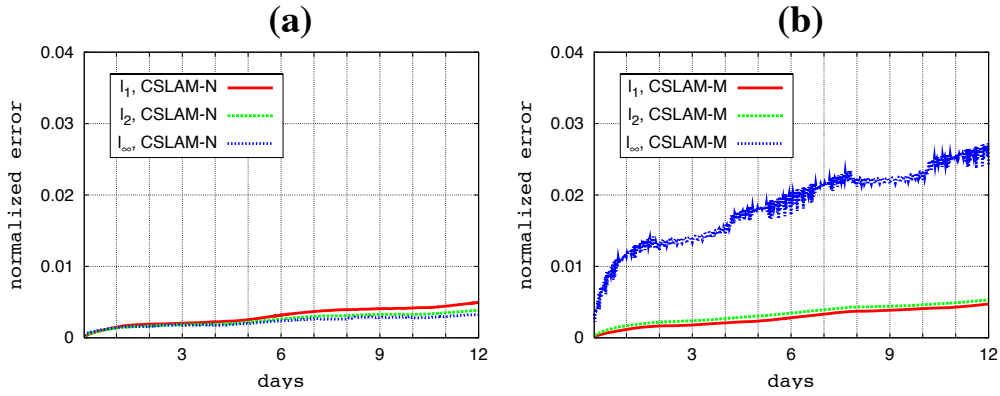 (a)
0.04
0.03
0.02
0.01
0
normalized error
l1, CSLAM-N
l2, CSLAM-N
l∞, CSLAM-N
3
6
9
12
days
(b)
0.04
0.03
0.02
0.01
0
normalized error
l1, CSLAM-M
l2, CSLAM-M
l∞, CSLAM-M
3
6
9
12
days